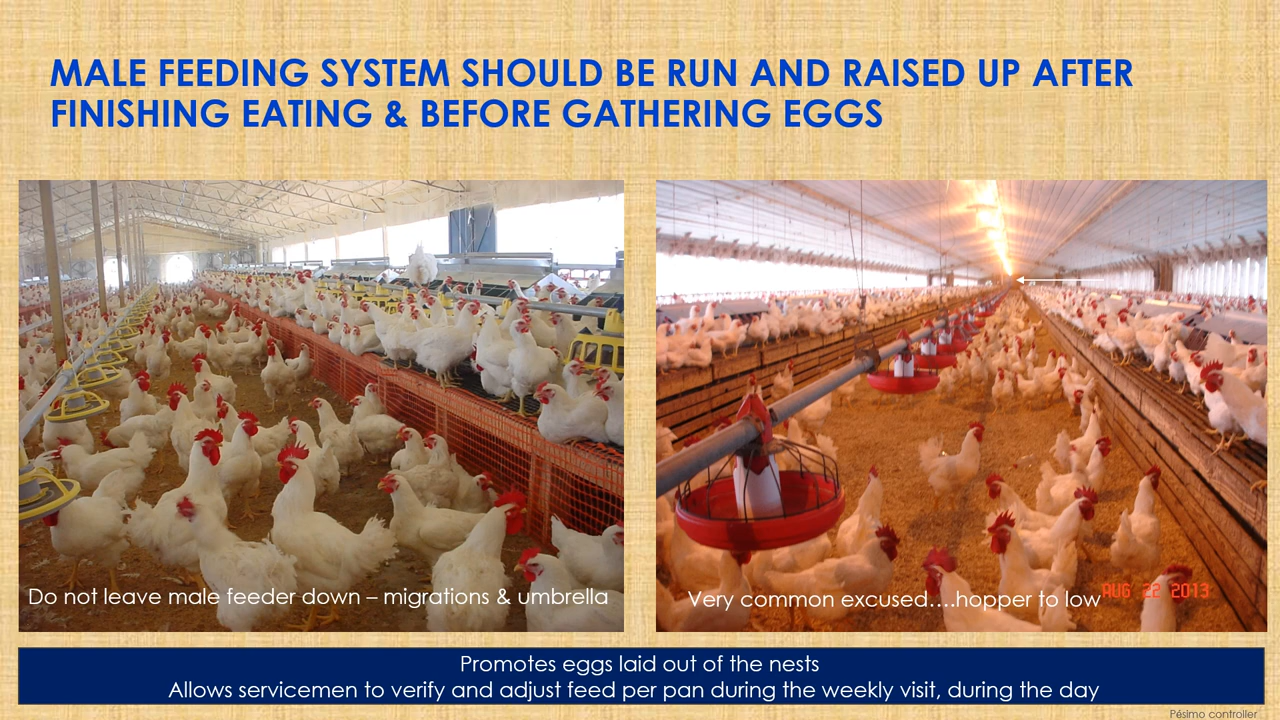 MALE FEEDING SYSTEM SHOULD BE RUN AND RAISED UP AFTER
FINISHING EATING & BEFORE GATHERING EGGS
Do not leave male feeder down – migrations & umbrella
Very common excused....hopper to low
AUG 22 2013
Promotes eggs laid out of the nests
Allows servicemen to verify and adjust feed per pan during the weekly visit, during the day
Pésimo controller